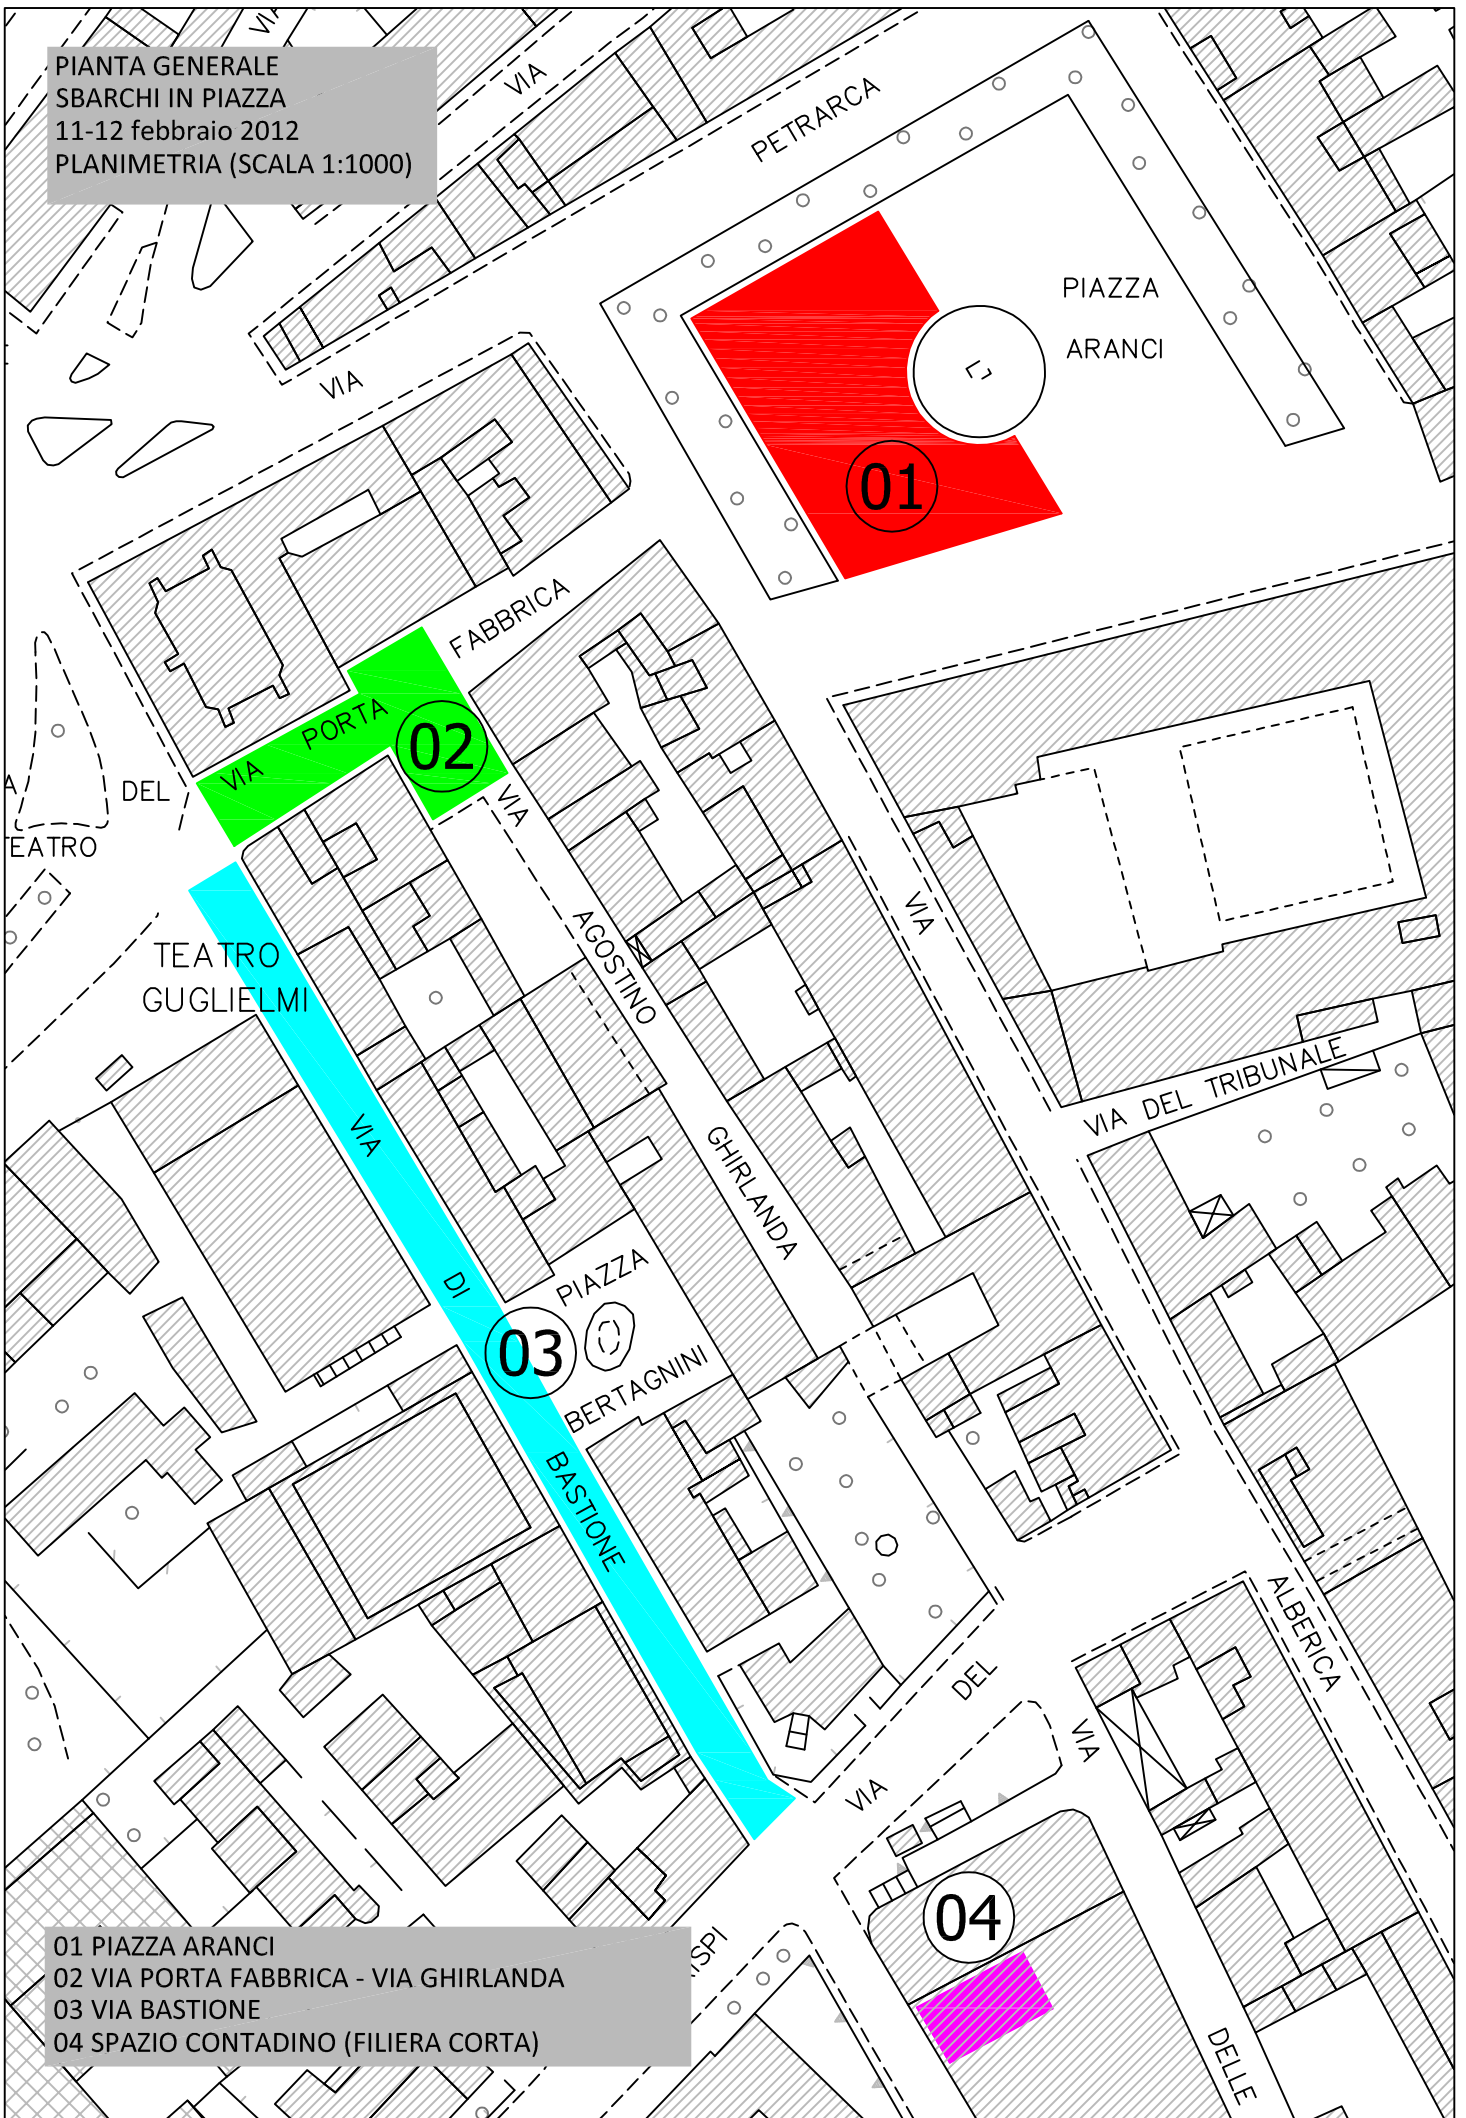 PIANTA GENERALE
SBARCHI IN PIAZZA
11-12 febbraio 2012
PLANIMETRIA (SCALA 1:1000)
VIA
VIA
PETRARCA
PIAZZA
ARANCI
VIA
01
FABBRICA
VIA PORTA
02
DEL
VIA
TEATRO
VIA
AGOSTINO
TEATRO
GUGLIELMI
VIA DEL TRIBUNALE
VIA
GHIRLANDA
DI
PIAZZA
03
BERTAGNINI
BASTIONE
ALBERICA
DEL
VIA
VIA
04
01 PIAZZA ARANCI
02 VIA PORTA FABBRICA - VIA GHIRLANDA
03 VIA BASTIONE
04 SPAZIO CONTADINO (FILIERA CORTA)
DELLE